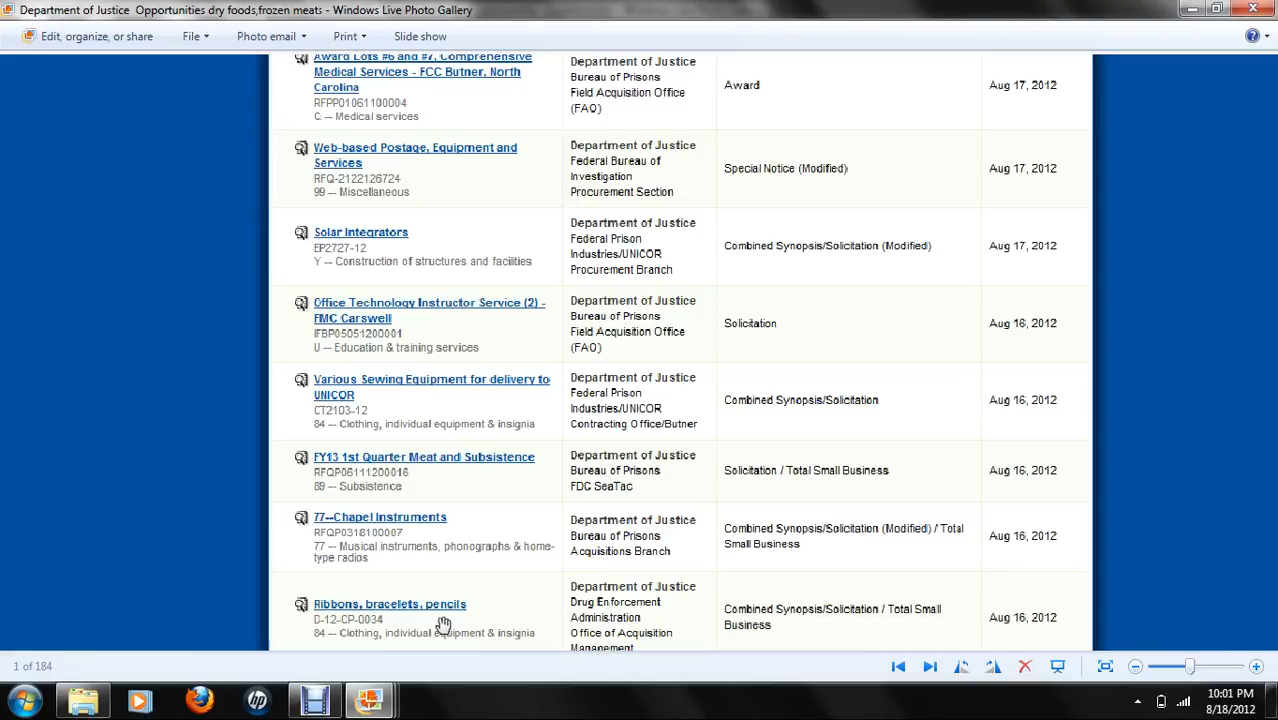 Department of Justice  Opportunities dry foods,frozen meats - Windows Live Photo Gallery
Edit, organize, or share
File
Photo email
Print
Slide show
Award Lots #6 and #7, Comprehensive
Medical Services - FCC Butner, North
Carolina
RFPP01061100004
Q -- Medical services
Department of Justice
Bureau of Prisons
Field Acquisition Office
(FAO)
Award
Aug 17, 2012
Web-based Postage, Equipment and
Services
RFQ-2122126724
99 -- Miscellaneous
Department of Justice
Federal Bureau of
Investigation
Procurement Section
Special Notice (Modified)
Aug 17, 2012
Solar Integrators
EP2727-12
Y -- Construction of structures and facilities
Department of Justice
Federal Prison
Industries/UNICOR
Procurement Branch
Combined Synopsis/Solicitation (Modified)
Aug 17, 2012
Office Technology Instructor Service (2) -
FMC Carswell
IFBP05051200001
U -- Education & training services
Department of Justice
Bureau of Prisons
Field Acquisition Office
(FAO)
Solicitation
Aug 16, 2012
Various Sewing Equipment for delivery to
UNICOR
CT2103-12
84 -- Clothing, individual equipment & insignia
Department of Justice
Federal Prison
Industries/UNICOR
Contracting Office/Butner
Combined Synopsis/Solicitation
Aug 16, 2012
FY13 1st Quarter Meat and Subsistence
RFQP06111200016
89 -- Subsistence
Department of Justice
Bureau of Prisons
FDC SeaTac
Solicitation / Total Small Business
Aug 16, 2012
77--Chapel Instruments
RFQP0318100007
77 -- Musical instruments, phonographs & home-
type radios
Department of Justice
Bureau of Prisons
Acquisitions Branch
Combined Synopsis/Solicitation (Modified) / Total
Small Business
Aug 16, 2012
Ribbons, bracelets, pencils
D-12-CP-0034
84 -- Clothing, individual equipment & insignia
Department of Justice
Drug Enforcement
Administration
Office of Acquisition
Management
Combined Synopsis/Solicitation / Total Small
Business
Aug 16, 2012
1 of 184
hp
10:01 PM
8/18/2012